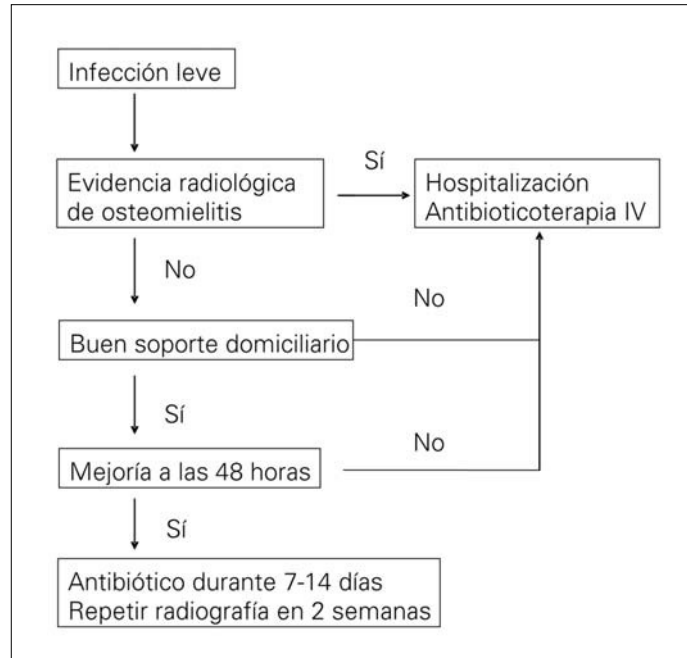 Infección leve
Evidencia radiológica
de osteomielitis
Sí
Hospitalización
Antibioticoterapia IV
No
Buen soporte domiciliario
No
Sí
Mejoría a las 48 horas
No
Sí
Antibiótico durante 7-14 días
Repetir radiografía en 2 semanas